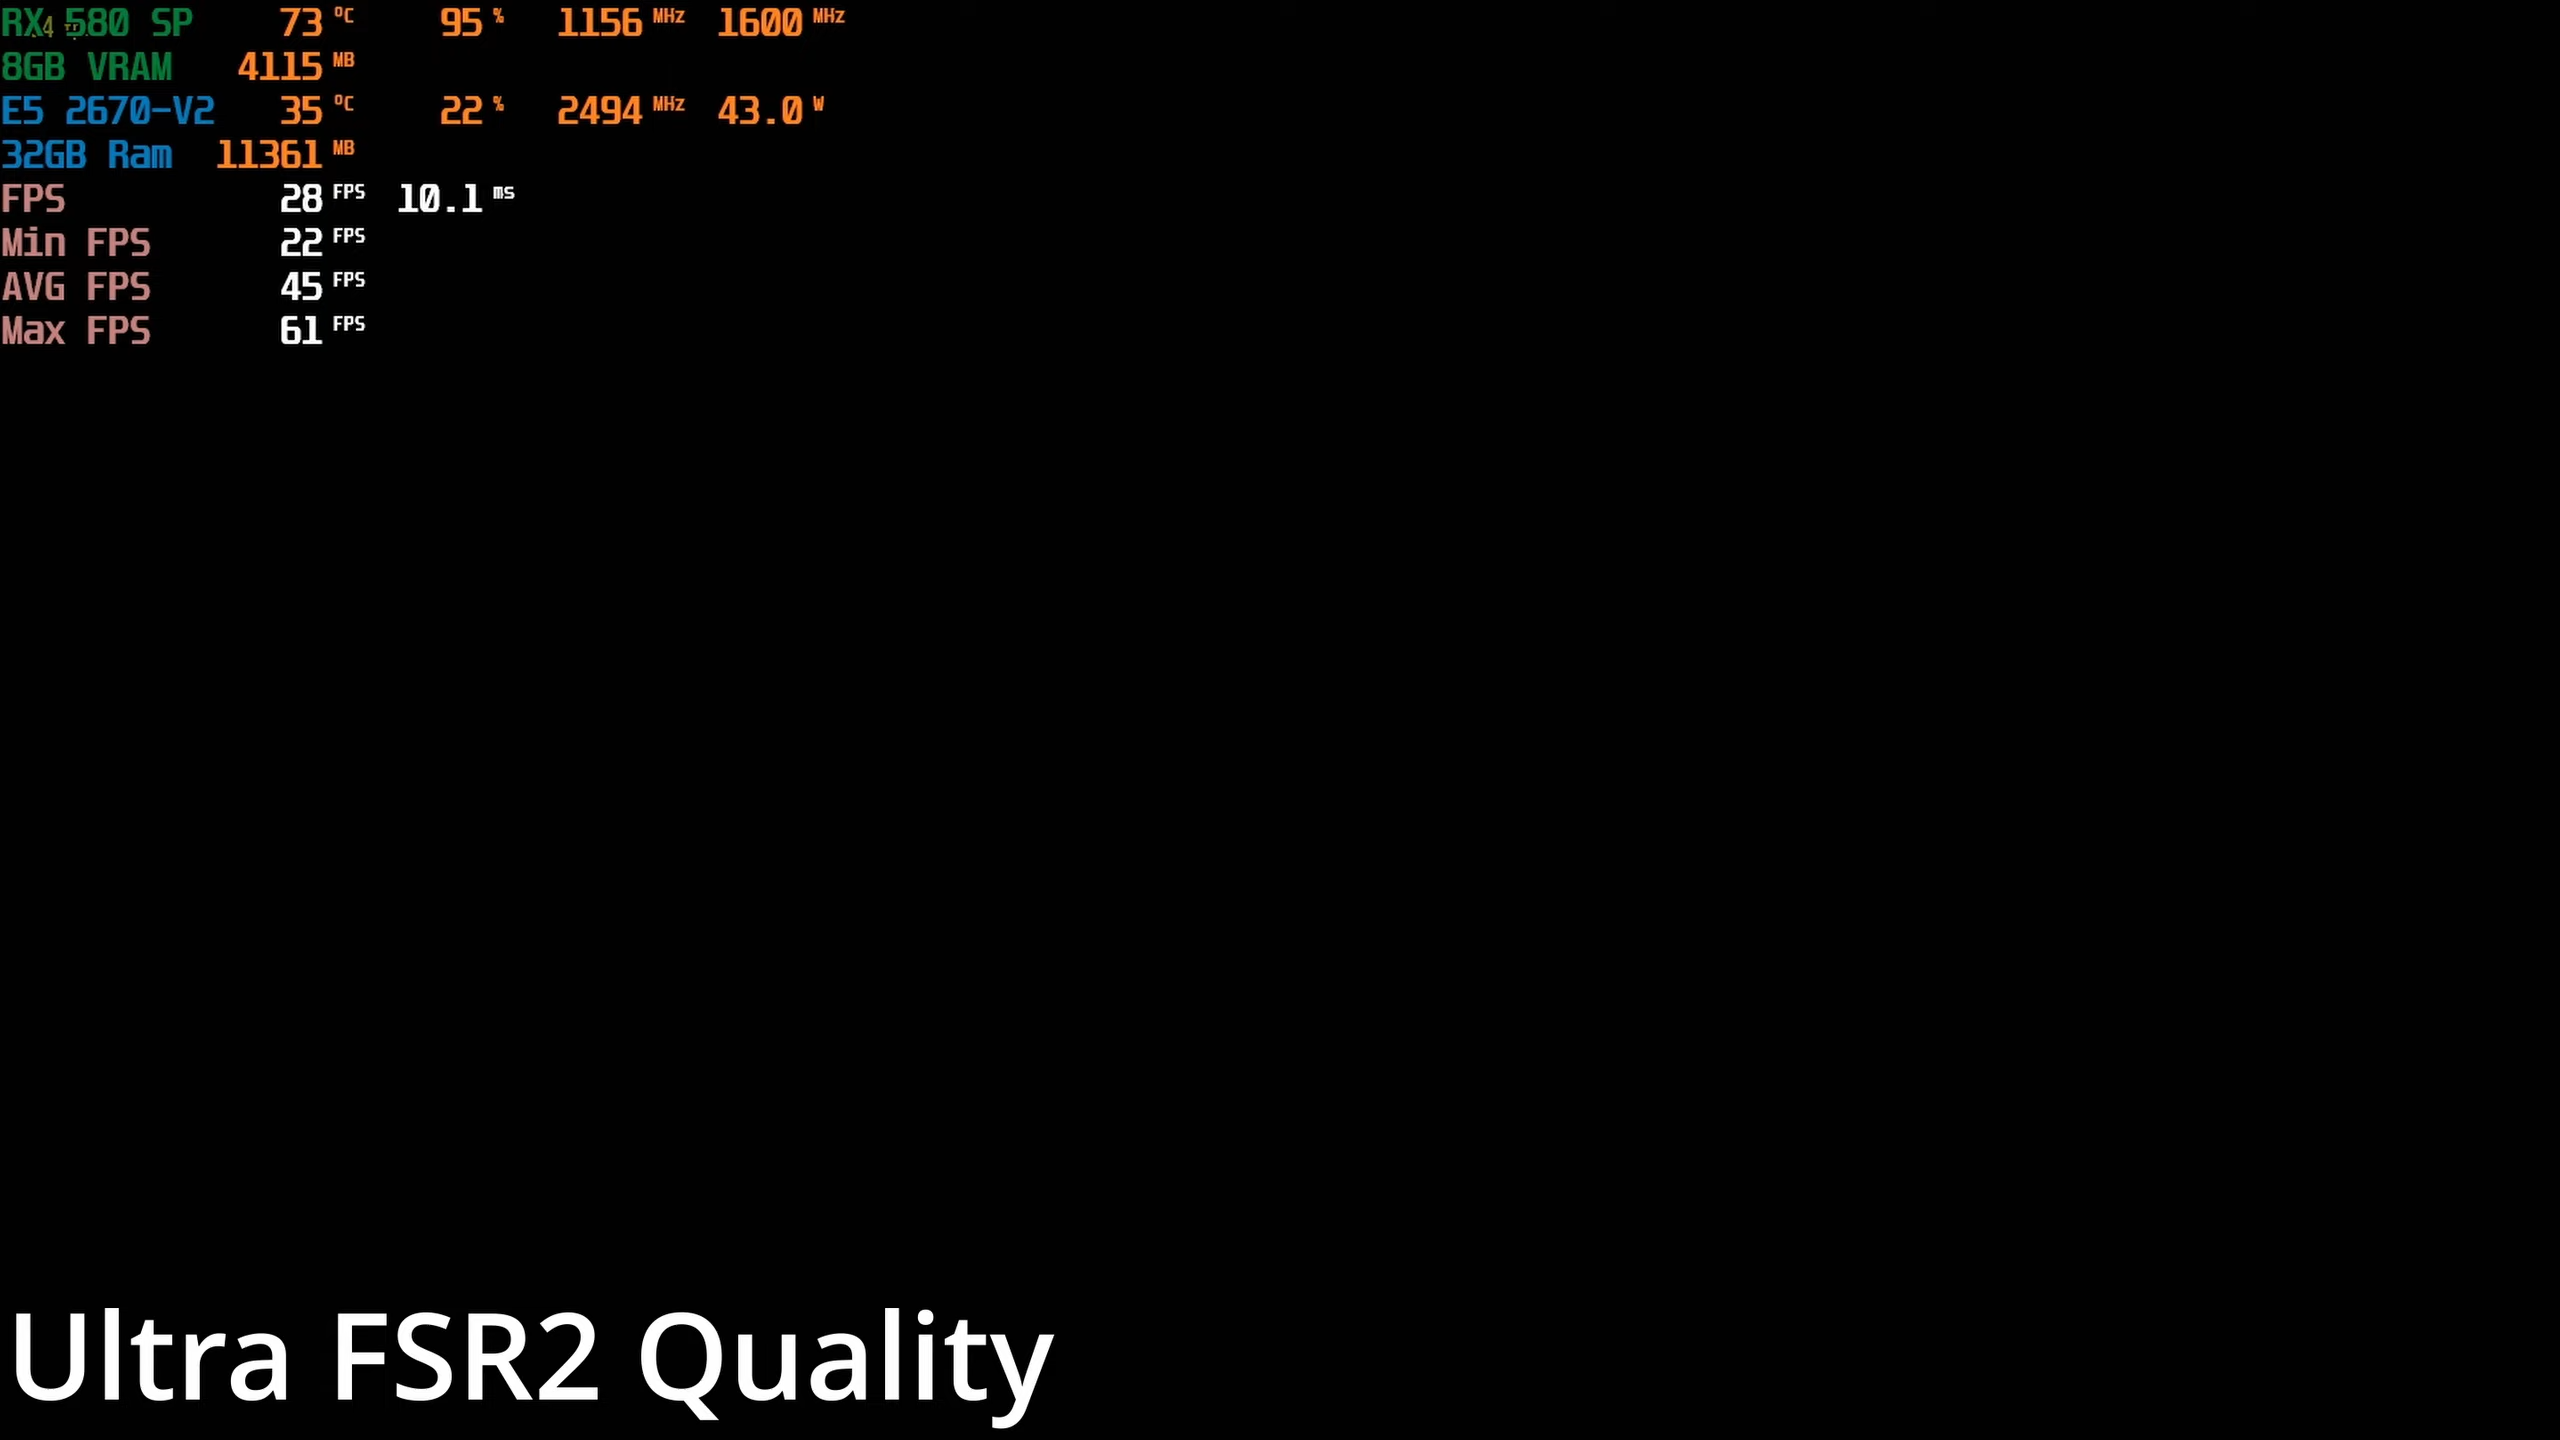 RX 580 SP 73 °C 95 % 1156 MHz 1600 MHz
8GB VRAM 4115 MB
E5 2670-V2 35 °C 22 % 2494 MHz 43.0 W
32GB Ram 11361 MB
FPS 28 FPS 10.1 ms
Min FPS 22 FPS
AVG FPS 45 FPS
Max FPS 61 FPS
Ultra FSR2 Quality